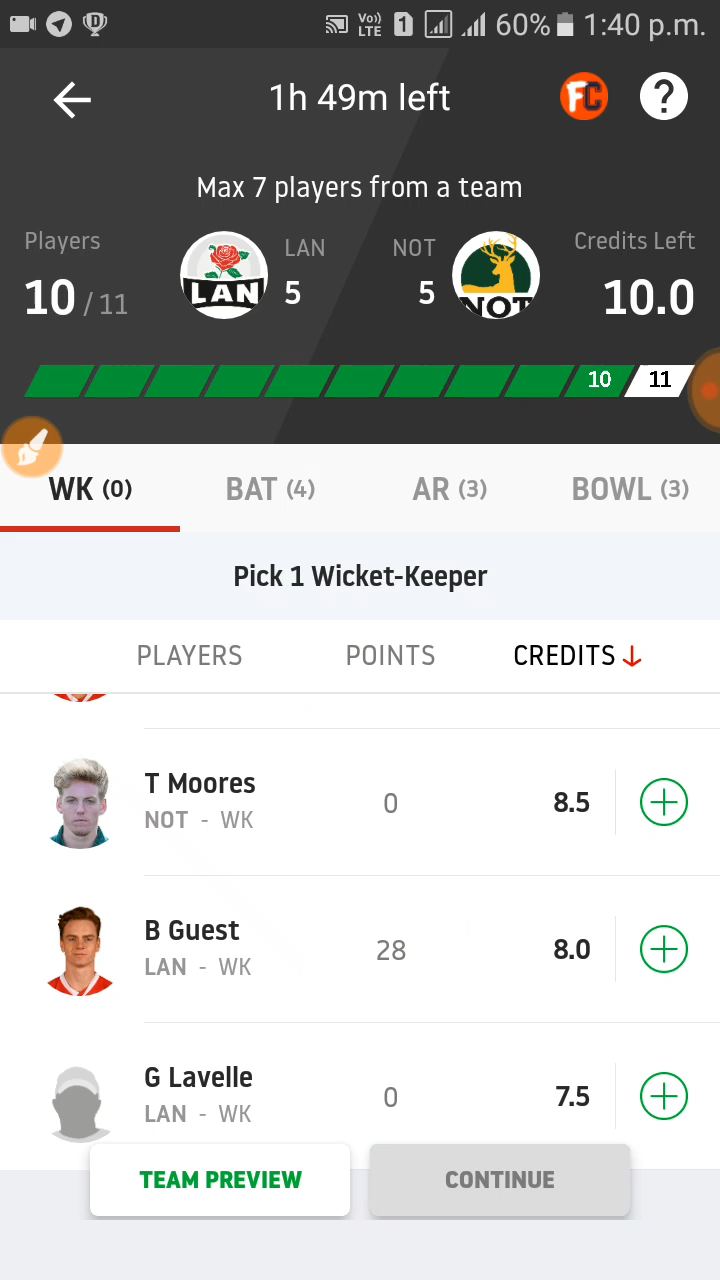 Vo)) LTE 1 60% 1:40 p.m.
1h 49m left FC ?
Max 7 players from a team
Players LAN NOT Credits Left
10 / 11 LAN 5 5 NOT 10.0
10 11
WK (0) BAT (4) AR (3) BOWL (3)
Pick 1 Wicket-Keeper
PLAYERS POINTS CREDITS
T Moores
NOT - WK 0 8.5
B Guest
LAN - WK 28 8.0
G Lavelle
LAN - WK 0 7.5
TEAM PREVIEW CONTINUE